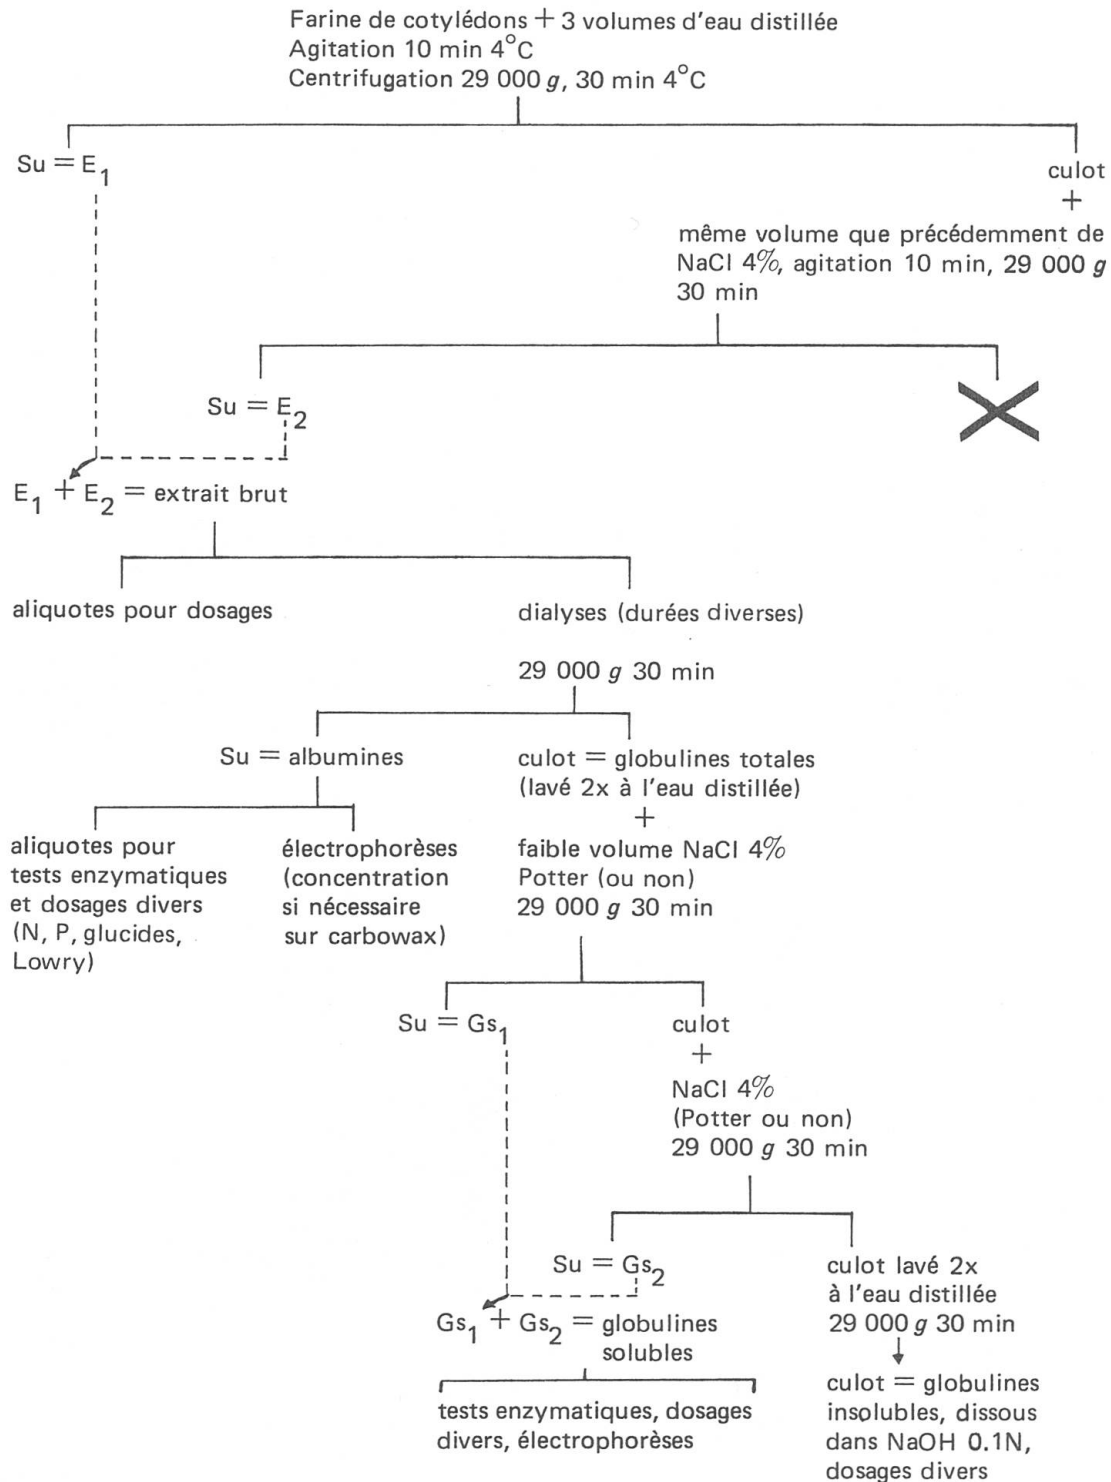 Farine de cotylédons + 3 volumes d'eau distillée
Agitation 10 min 4°C
Centrifugation 29 000 g, 30 min 4°C
Su = E₁
culot
+
même volume que précédemment de
NaCl 4%, agitation 10 min, 29 000 g
30 min
Su = E₂
E₁ + E₂ = extrait brut
aliquotes pour dosages
dialyses (durées diverses)
29 000 g 30 min
Su = albumines
culot = globulines totales
(lavé 2x à l'eau distillée)
+
faible volume NaCl 4%
Potter (ou non)
29 000 g 30 min
aliquotes pour
tests enzymatiques
et dosages divers
(N, P, glucides,
Lowry)
électrophorèses
(concentration
si nécessaire
sur carbowax)
Su = Gs₁
culot
+
NaCl 4%
(Potter ou non)
29 000 g 30 min
Su = Gs₂
culot lavé 2x
à l'eau distillée
29 000 g 30 min
Gs₁ + Gs₂ = globulines
solubles
tests enzymatiques, dosages
divers, électrophorèses
culot = globulines
insolubles, dissous
dans NaOH 0.1N,
dosages divers